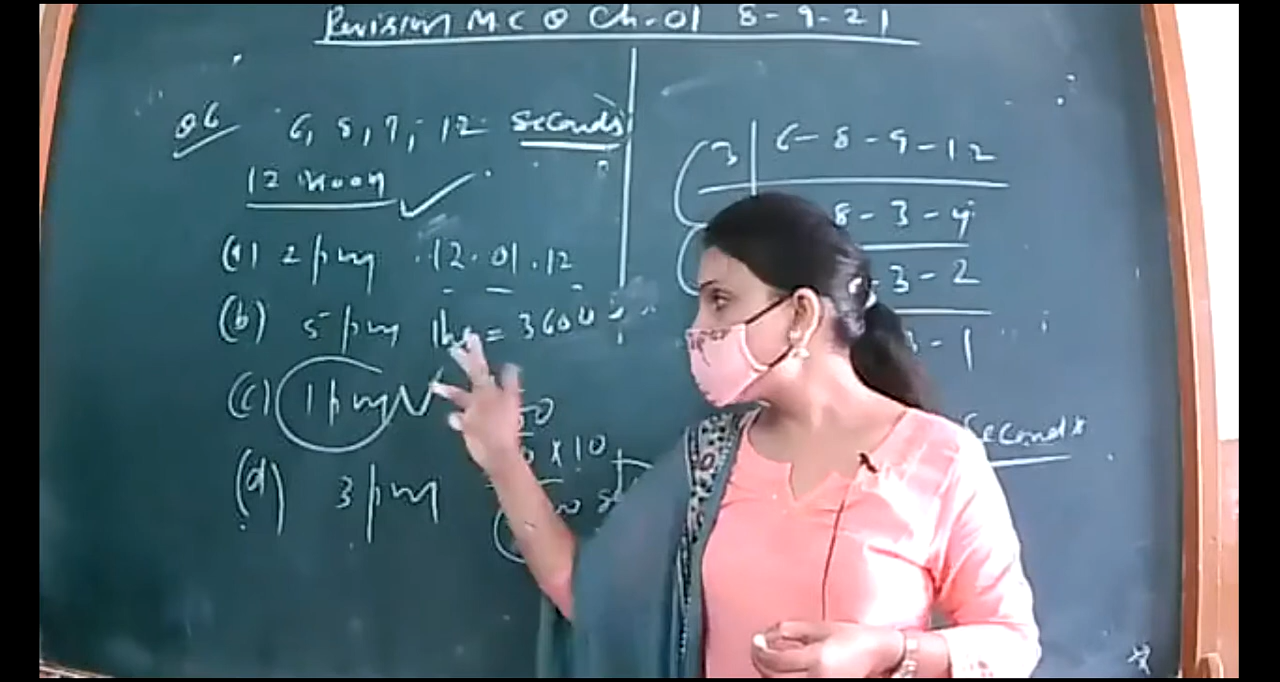 Revision MCQ Ch-01 8-9-21
Q6 6, 8, 9, 12 seconds
12 noon
(a) 2 pm 12.01.12
(b) 5 pm 1hr = 3600
(c) 1 pm
(d) 3 pm
× 10
3 | 6-8-9-12
8-3-4
3-2
3-1
seconds